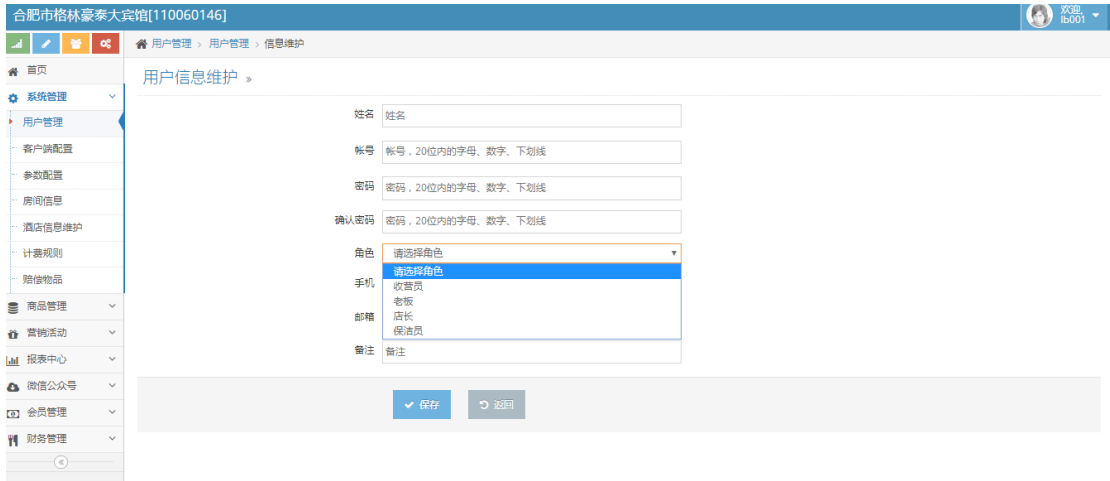 合肥市格林豪泰大宾馆[110060146]
欢迎,
lb001
用户管理 > 用户管理 > 信息维护
首页
系统管理
用户管理
客户端配置
参数配置
房间信息
酒店信息维护
计费规则
赔偿物品
商品管理
营销活动
报表中心
微信公众号
会员管理
财务管理
用户信息维护 »
姓名 姓名
帐号 帐号，20位内的字母、数字、下划线
密码 密码，20位内的字母、数字、下划线
确认密码 密码，20位内的字母、数字、下划线
角色 请选择角色
请选择角色
手机 收营员
老板
邮箱 店长
保洁员
备注 备注
保存 返回